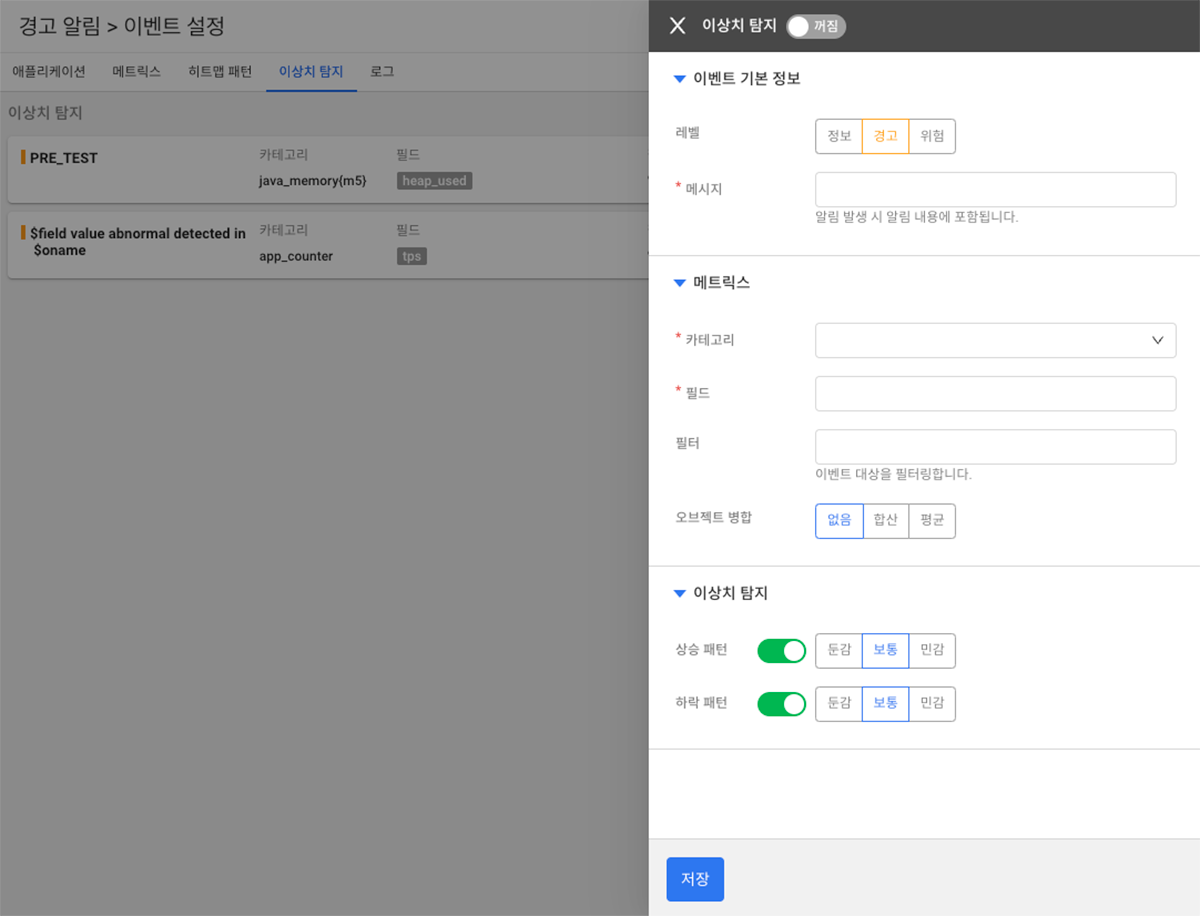 경고 알림 > 이벤트 설정
애플리케이션 메트릭스 히트맵 패턴 이상치 탐지 로그
이상치 탐지
PRE_TEST
카테고리
java_memory{m5}
필드
heap_used
$field value abnormal detected in
$oname
카테고리
app_counter
필드
tps
이상치 탐지 꺼짐
이벤트 기본 정보
레벨 정보 경고 위험
* 메시지
알림 발생 시 알림 내용에 포함됩니다.
메트릭스
* 카테고리
* 필드
필터
이벤트 대상을 필터링합니다.
오브젝트 병합 없음 합산 평균
이상치 탐지
상승 패턴 둔감 보통 민감
하락 패턴 둔감 보통 민감
저장